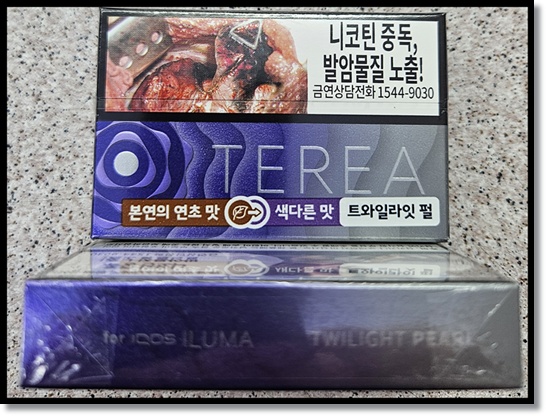 니코틴 중독,
발암물질 노출!
금연상담전화 1544-9030
TEREA
본연의 연초 맛 색다른 맛 트와일라잇 펄
for IQOS ILUMA TWILIGHT PEARL